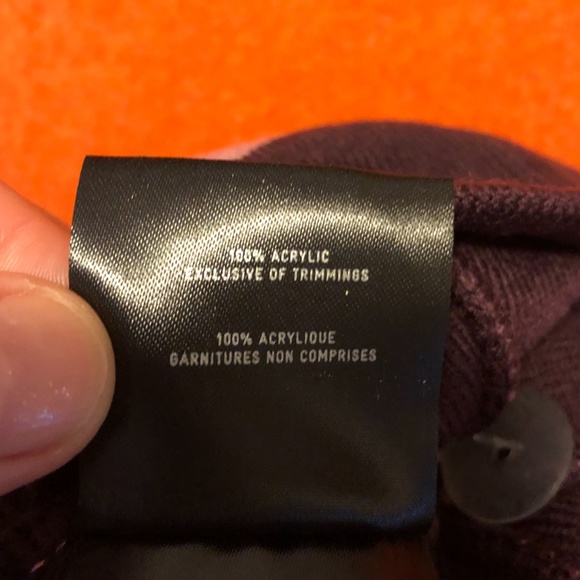 100% ACRYLIC
EXCLUSIVE OF TRIMMINGS
100% ACRYLIQUE
GARNITURES NON COMPRISES